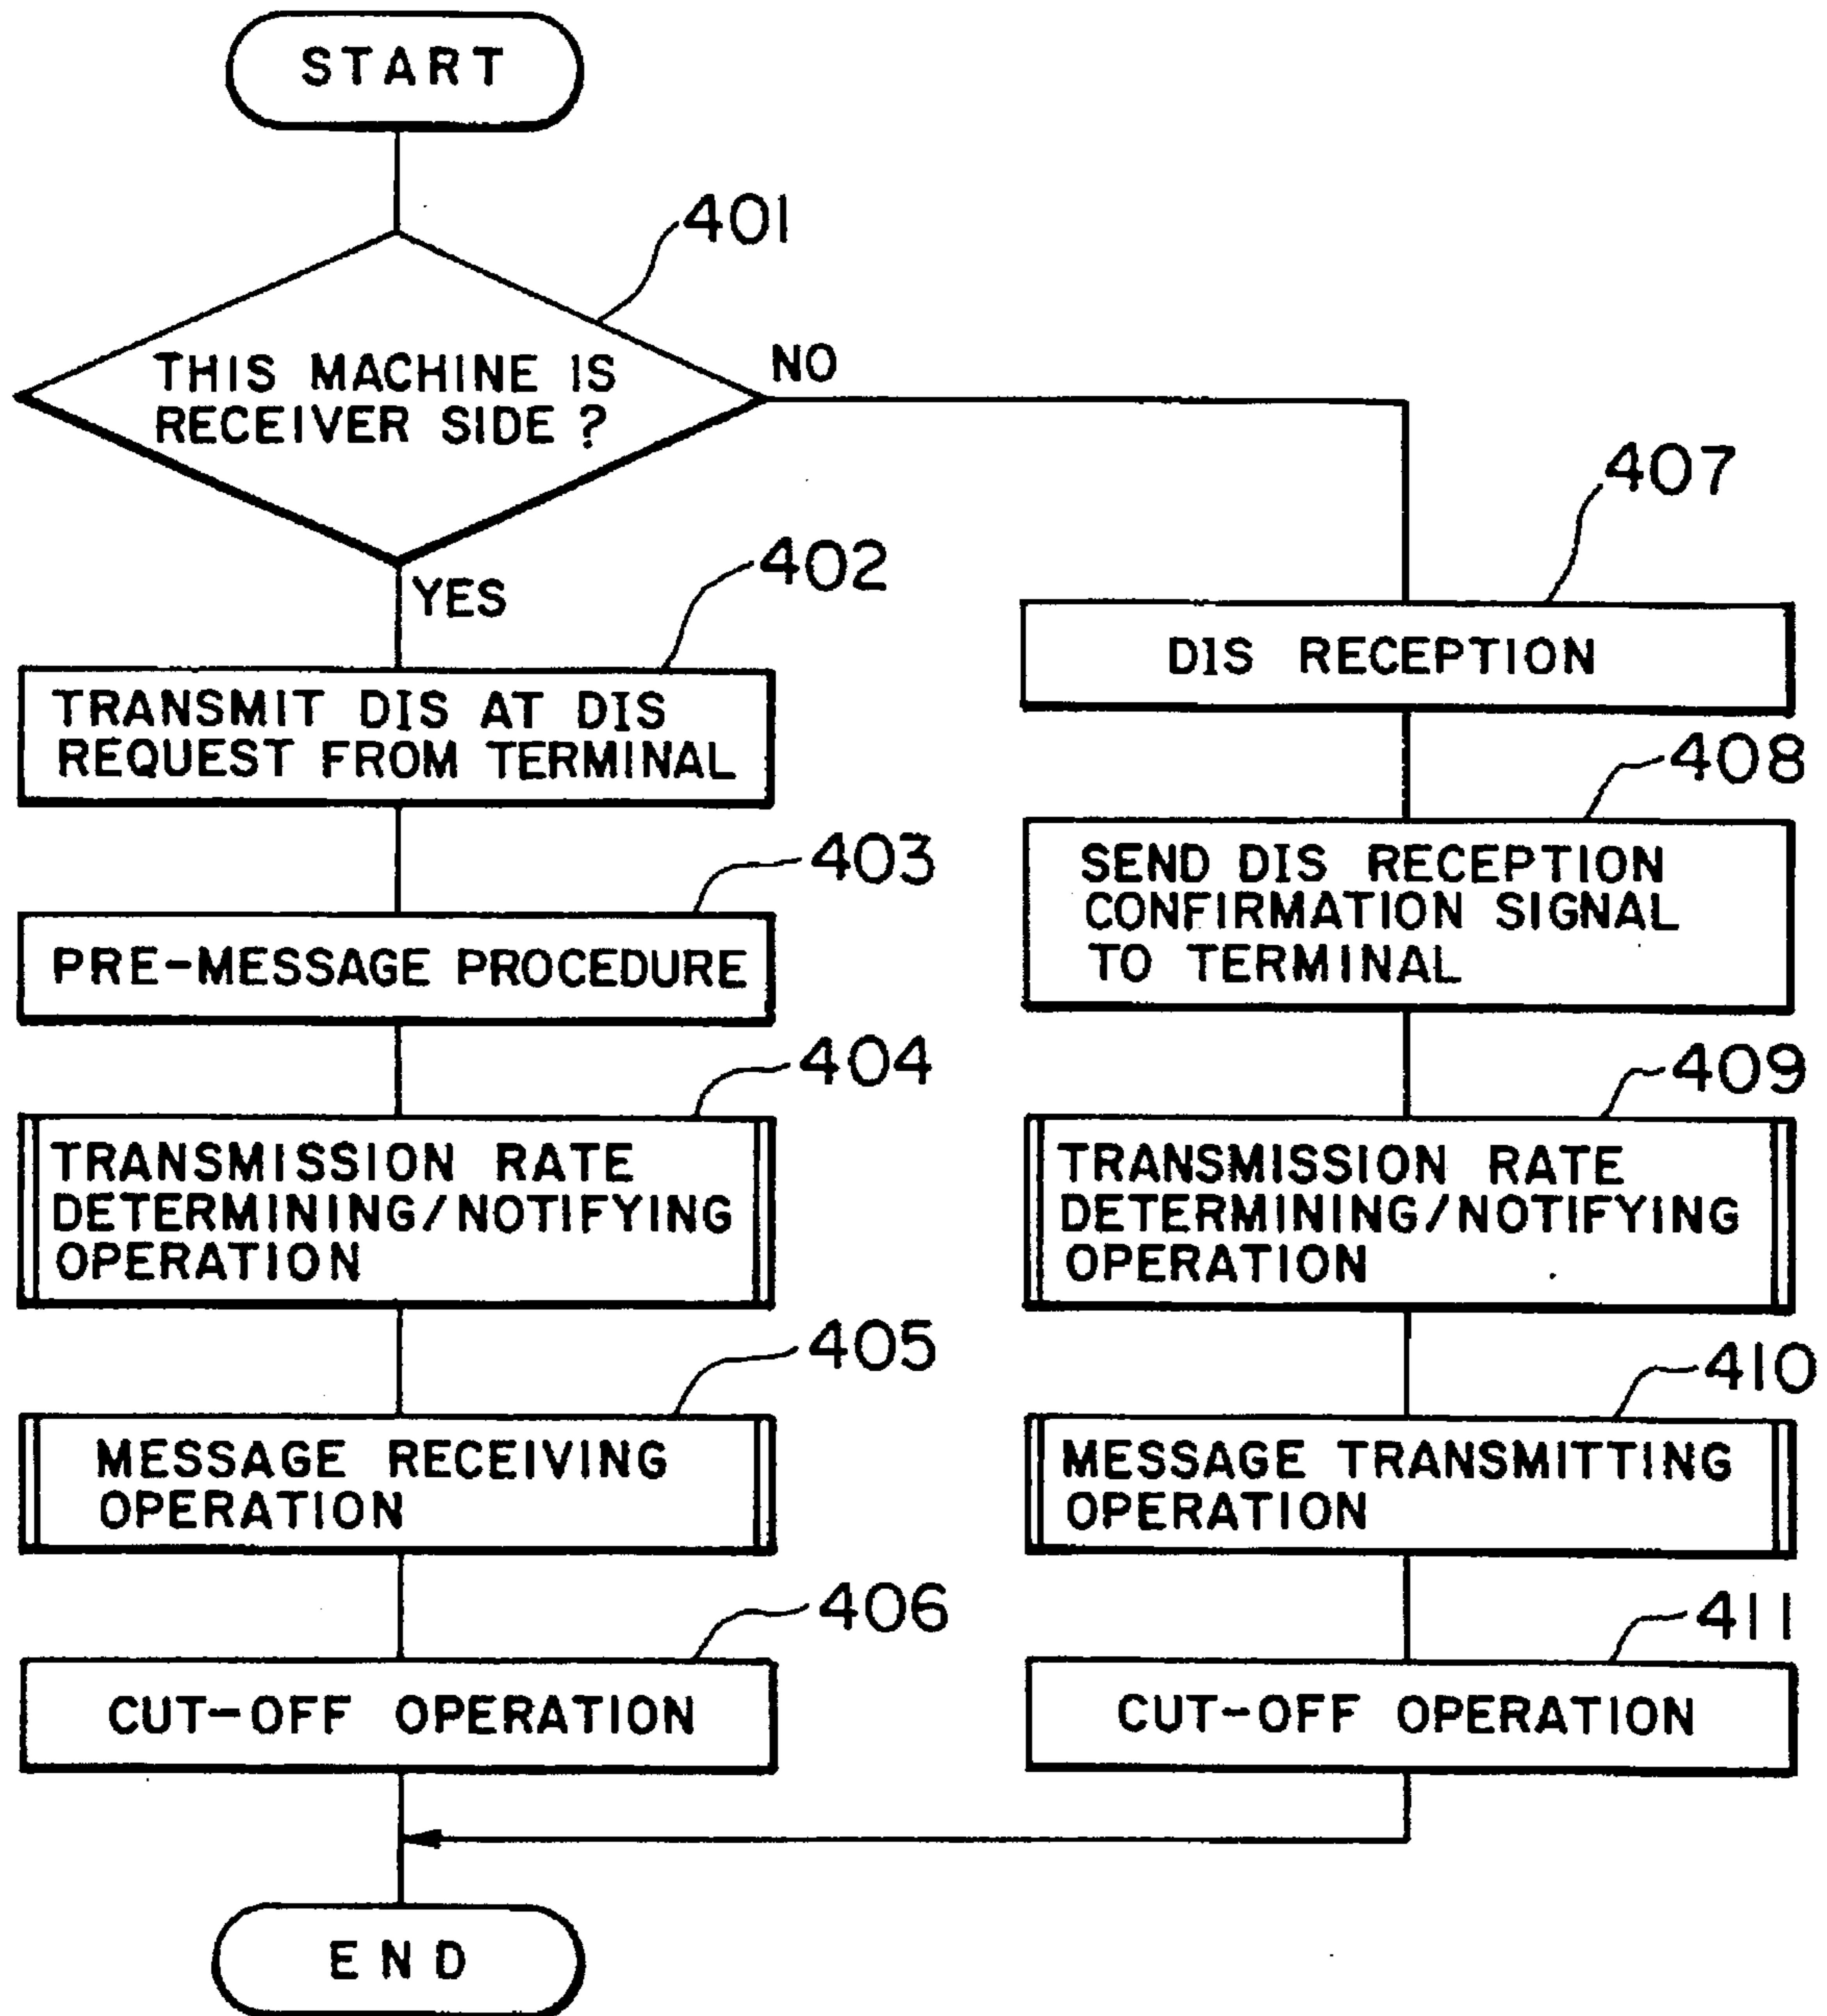 START
401
THIS MACHINE IS
RECEIVER SIDE ?
NO
YES
402
TRANSMIT DIS AT DIS
REQUEST FROM TERMINAL
403
PRE-MESSAGE PROCEDURE
404
TRANSMISSION RATE
DETERMINING/NOTIFYING
OPERATION
405
MESSAGE RECEIVING
OPERATION
406
CUT-OFF OPERATION
407
DIS RECEPTION
408
SEND DIS RECEPTION
CONFIRMATION SIGNAL
TO TERMINAL
409
TRANSMISSION RATE
DETERMINING/NOTIFYING
OPERATION
410
MESSAGE TRANSMITTING
OPERATION
411
CUT-OFF OPERATION
END